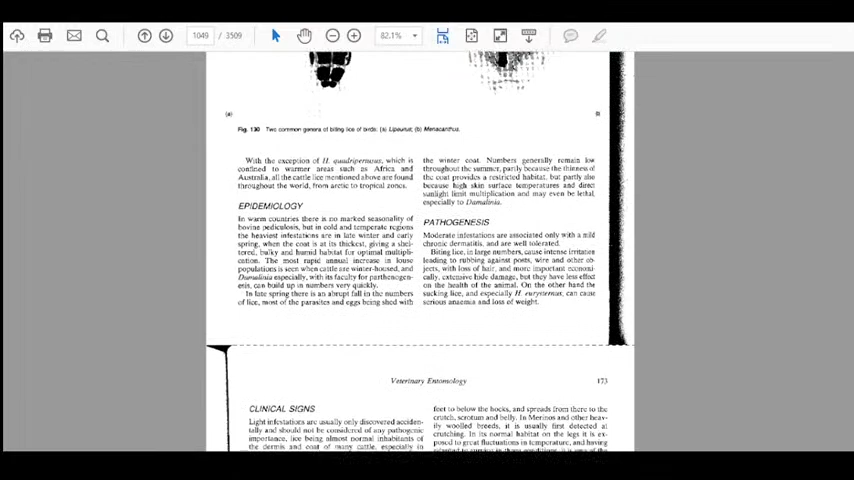 1049 / 3509
82.1%
(a)
(b)
Fig. 130 Two common genera of biting lice of birds: (a) Lipeurus; (b) Menacanthus.
With the exception of H. quadripertusus, which is
confined to warmer areas such as Africa and
Australia, all the cattle lice mentioned above are found
throughout the world, from arctic to tropical zones.
EPIDEMIOLOGY
In warm countries there is no marked seasonality of
bovine pediculosis, but in cold and temperate regions
the heaviest infestations are in late winter and early
spring, when the coat is at its thickest, giving a shel-
tered, bulky and humid habitat for optimal multipli-
cation. The most rapid annual increase in louse
populations is seen when cattle are winter-housed, and
Damalinia especially, with its faculty for parthenogen-
esis, can build up in numbers very quickly.
In late spring there is an abrupt fall in the numbers
of lice, most of the parasites and eggs being shed with
the winter coat. Numbers generally remain low
throughout the summer, partly because the thinness of
the coat provides a restricted habitat, but partly also
because high skin surface temperatures and direct
sunlight limit multiplication and may even be lethal,
especially to Damalinia.
PATHOGENESIS
Moderate infestations are associated only with a mild
chronic dermatitis, and are well tolerated.
Biting lice, in large numbers, cause intense irritation
leading to rubbing against posts, wire and other ob-
jects, with loss of hair, and more important economi-
cally, extensive hide damage, but they have less effect
on the health of the animal. On the other hand the
sucking lice, and especially H. eurysternus, can cause
serious anaemia and loss of weight.
Veterinary Entomology 173
CLINICAL SIGNS
Light infestations are usually only discovered acciden-
tally and should not be considered of any pathogenic
importance, lice being almost normal inhabitants of
the dermis and coat of many cattle, especially in
feet to below the hocks, and spreads from there to the
crutch, scrotum and belly. In Merinos and other heav-
ily woolled breeds, it is usually first detected at
crutching. In its normal habitat on the legs it is ex-
posed to great fluctuations in temperature, and having